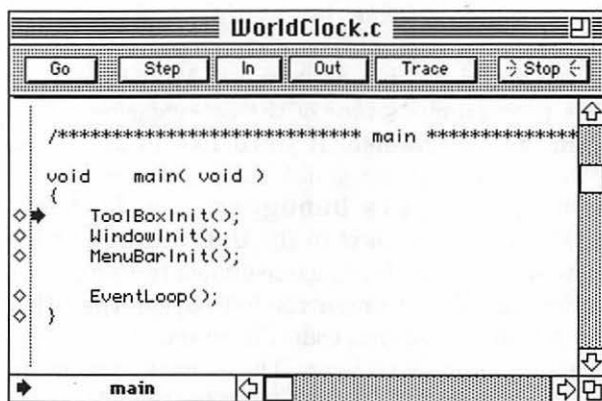 WorldClock.c
Go Step In Out Trace Stop
/**************************** main **************
void main( void )
{
ToolBoxInit();
WindowInit();
MenuBarInit();
EventLoop();
}
main